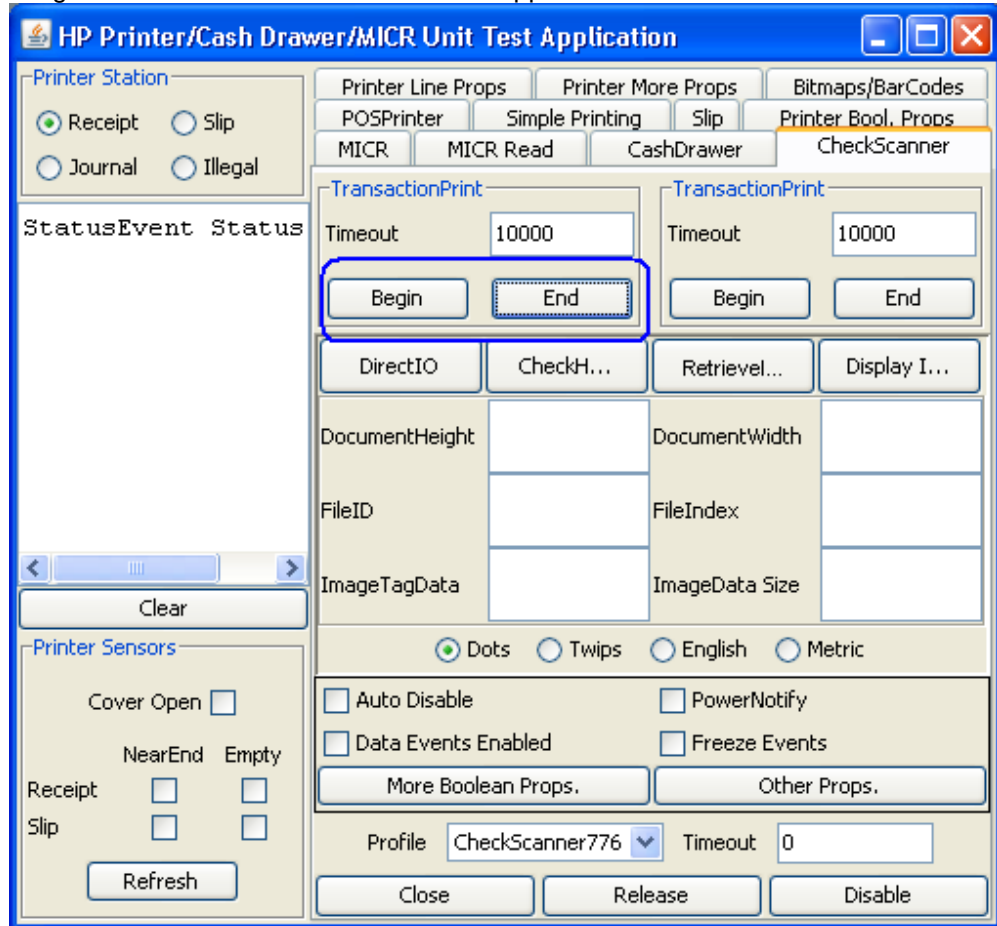 HP Printer/Cash Drawer/MICR Unit Test Application
Printer Station
Receipt Slip
Journal Illegal
StatusEvent Status
Clear
Printer Sensors
Cover Open
NearEnd Empty
Receipt
Slip
Refresh
Printer Line Props Printer More Props Bitmaps/BarCodes
POSPrinter Simple Printing Slip Printer Bool. Props
MICR MICR Read CashDrawer CheckScanner
TransactionPrint TransactionPrint
Timeout 10000 Timeout 10000
Begin End Begin End
DirectIO CheckH... Retrievel... Display I...
DocumentHeight DocumentWidth
FileID FileIndex
ImageTagData ImageData Size
Dots Twips English Metric
Auto Disable PowerNotify
Data Events Enabled Freeze Events
More Boolean Props. Other Props.
Profile CheckScanner776 Timeout 0
Close Release Disable